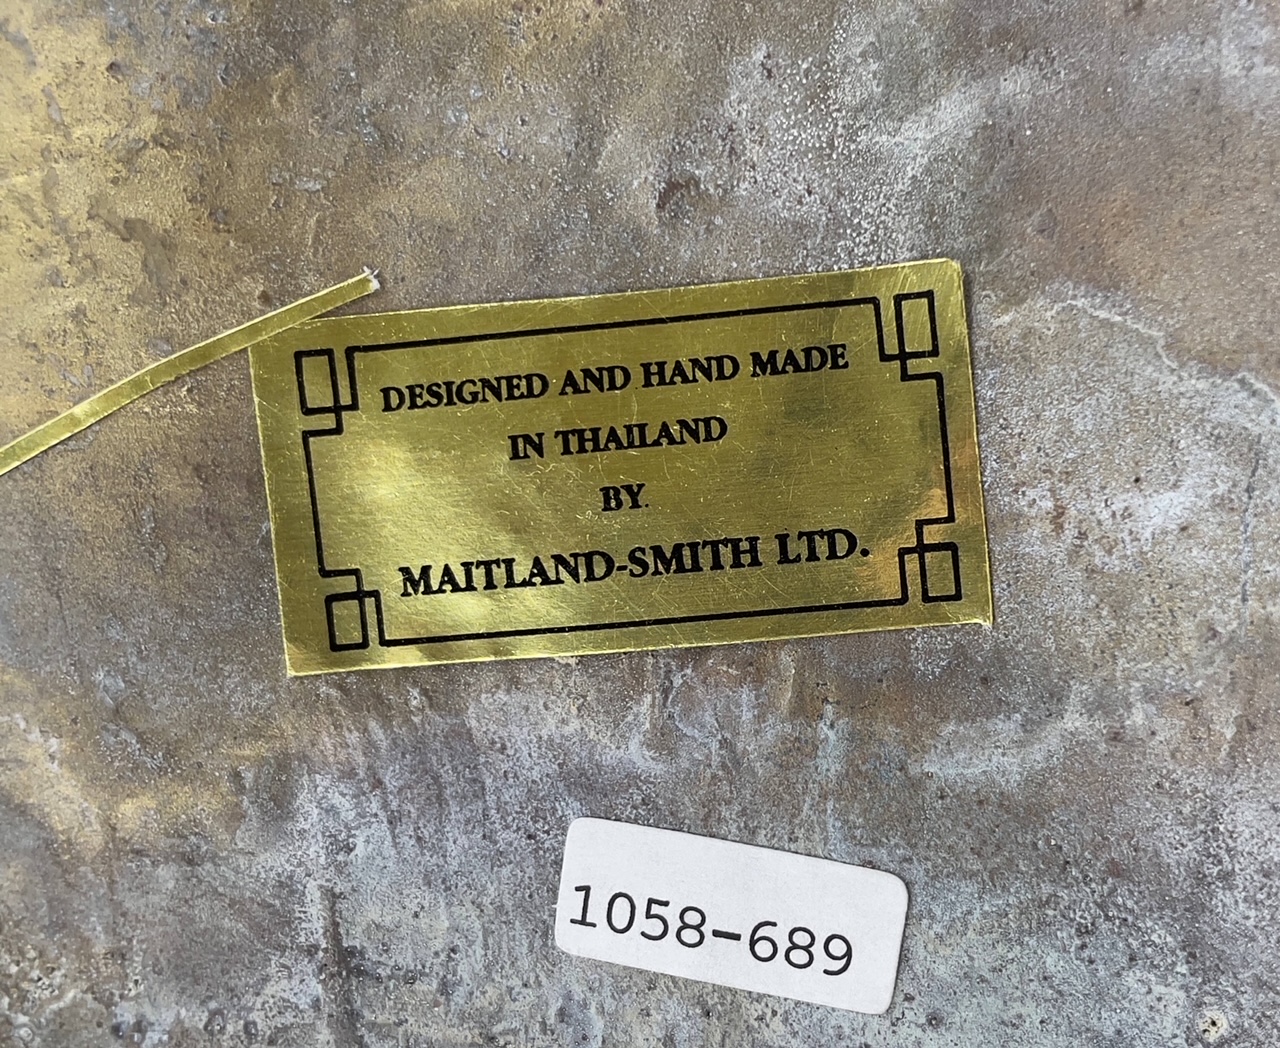 DESIGNED AND HAND MADE
IN THAILAND
BY.
MAITLAND-SMITH LTD.
1058-689